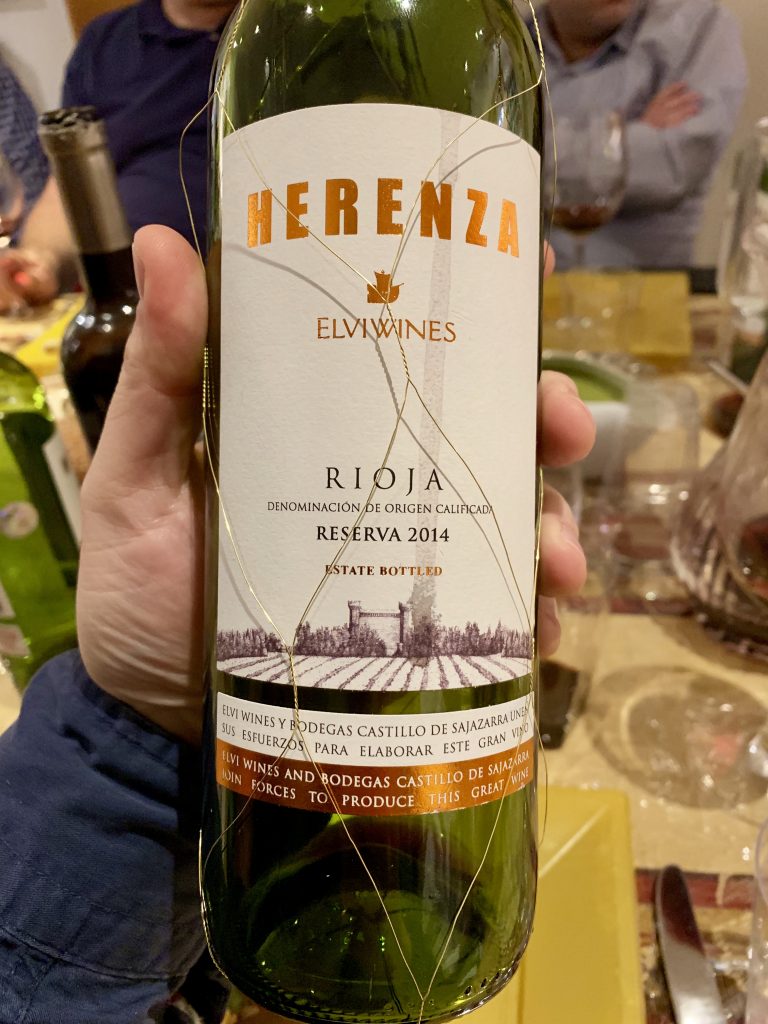 HERENZA
ELVIWINES
RIOJA
DENOMINACIÓN DE ORIGEN CALIFICADA
RESERVA 2014
ESTATE BOTTLED
ELVI WINES Y BODEGAS CASTILLO DE SAJAZARRA UNEN
SUS ESFUERZOS PARA ELABORAR ESTE GRAN VINO
ELVI WINES AND BODEGAS CASTILLO DE SAJAZARRA
JOIN FORCES TO PRODUCE THIS GREAT WINE